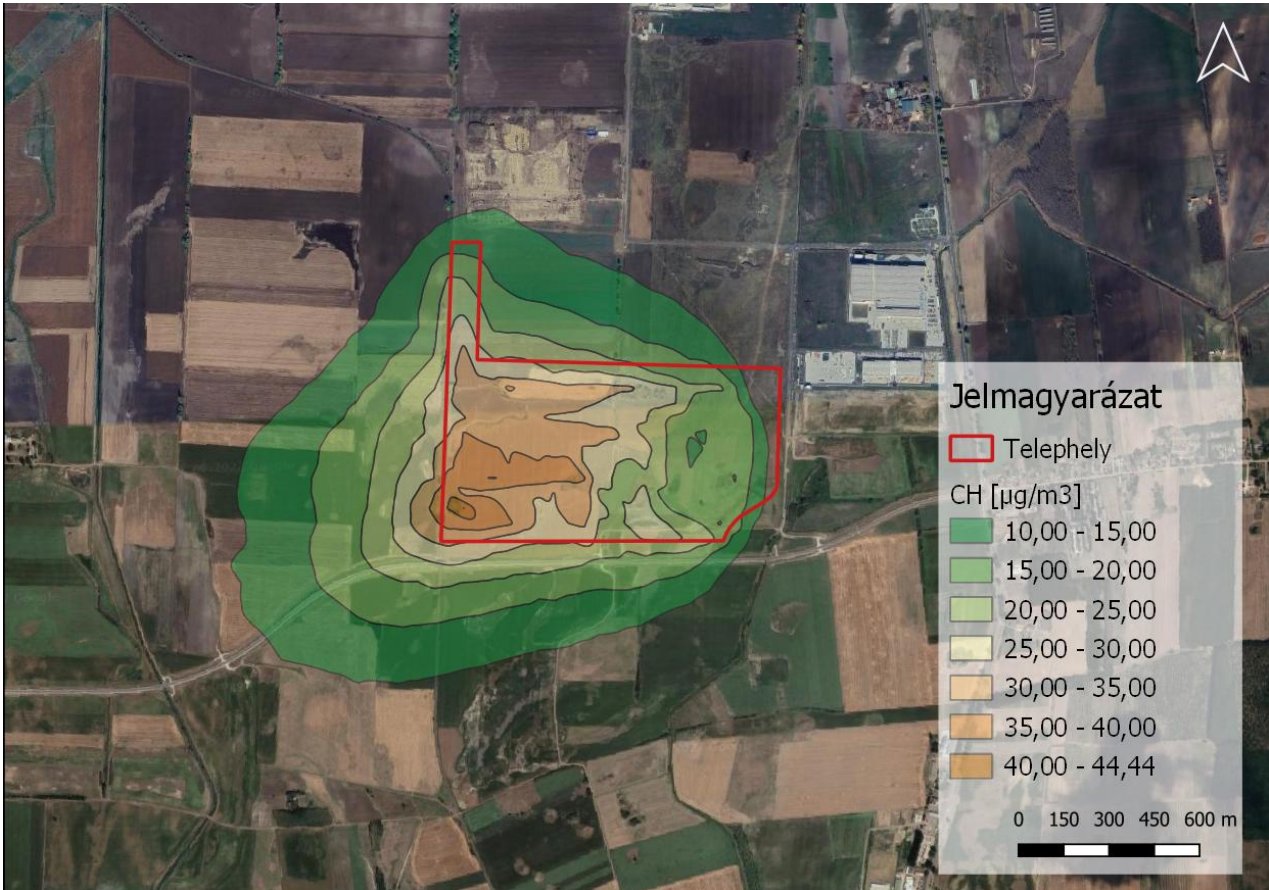 Jelmagyarázat
Telephely
CH [µg/m3]
10,00 - 15,00
15,00 - 20,00
20,00 - 25,00
25,00 - 30,00
30,00 - 35,00
35,00 - 40,00
40,00 - 44,44
0 150 300 450 600 m